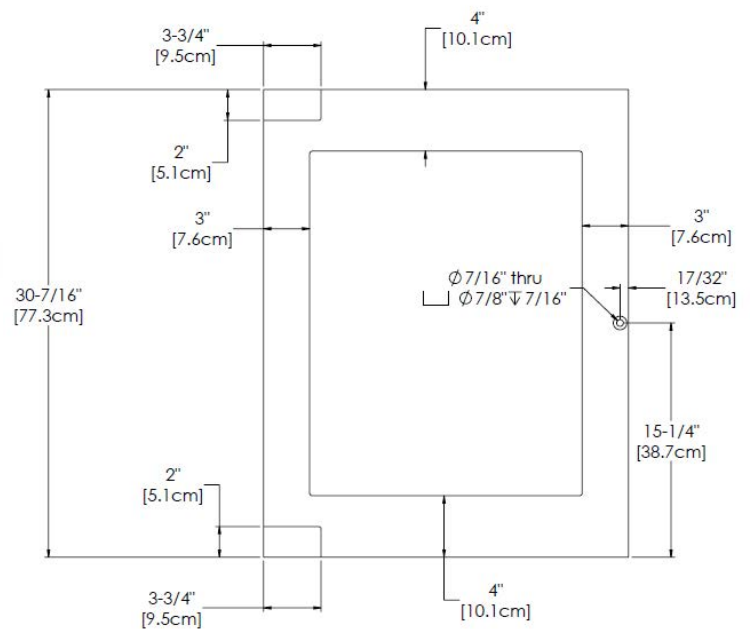 4"
[10.1cm]
3-3/4"
[9.5cm]
2"
[5.1cm]
3"
[7.6cm]
3"
[7.6cm]
⌀7/16" thru
⌴ ⌀7/8"↧7/16"
17/32"
[13.5cm]
30-7/16"
[77.3cm]
15-1/4"
[38.7cm]
2"
[5.1cm]
3-3/4"
[9.5cm]
4"
[10.1cm]